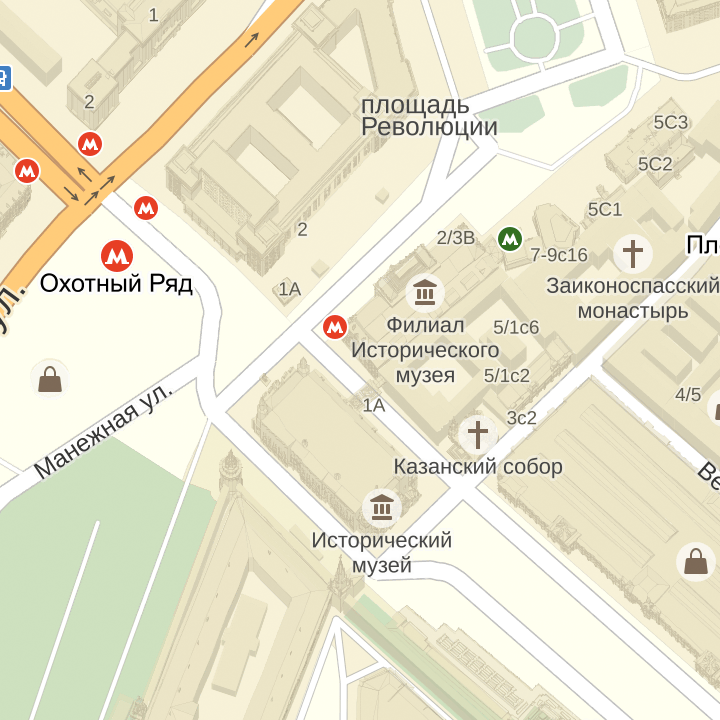 1
2
площадь
Революции
5С3
5С2
5С1
2
2/3В
7-9с16
Пл
Заиконоспасский
монастырь
Охотный Ряд
1А
ул.
Филиал
Исторического
музея
5/1с6
5/1с2
4/5
Манежная ул.
1А
3с2
Казанский собор
Ве
Исторический
музей